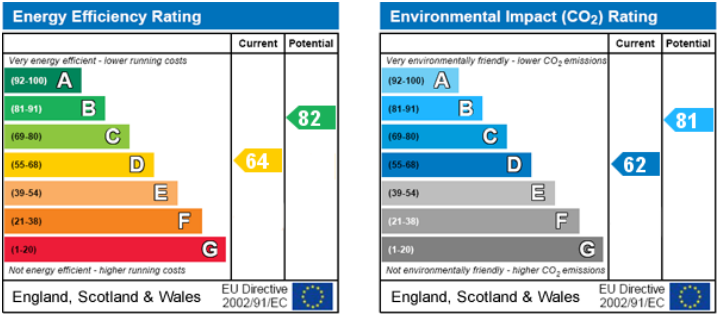 Energy Efficiency Rating
Current Potential
Very energy efficient - lower running costs
(92-100) A
(81-91) B
82
(69-80) C
(55-68) D
64
(39-54) E
(21-38) F
(1-20) G
Not energy efficient - higher running costs
England, Scotland & Wales
EU Directive
2002/91/EC
Environmental Impact (CO2) Rating
Current Potential
Very environmentally friendly - lower CO2 emissions
(92-100) A
(81-91) B
81
(69-80) C
(55-68) D
62
(39-54) E
(21-38) F
(1-20) G
Not environmentally friendly - higher CO2 emissions
England, Scotland & Wales
EU Directive
2002/91/EC